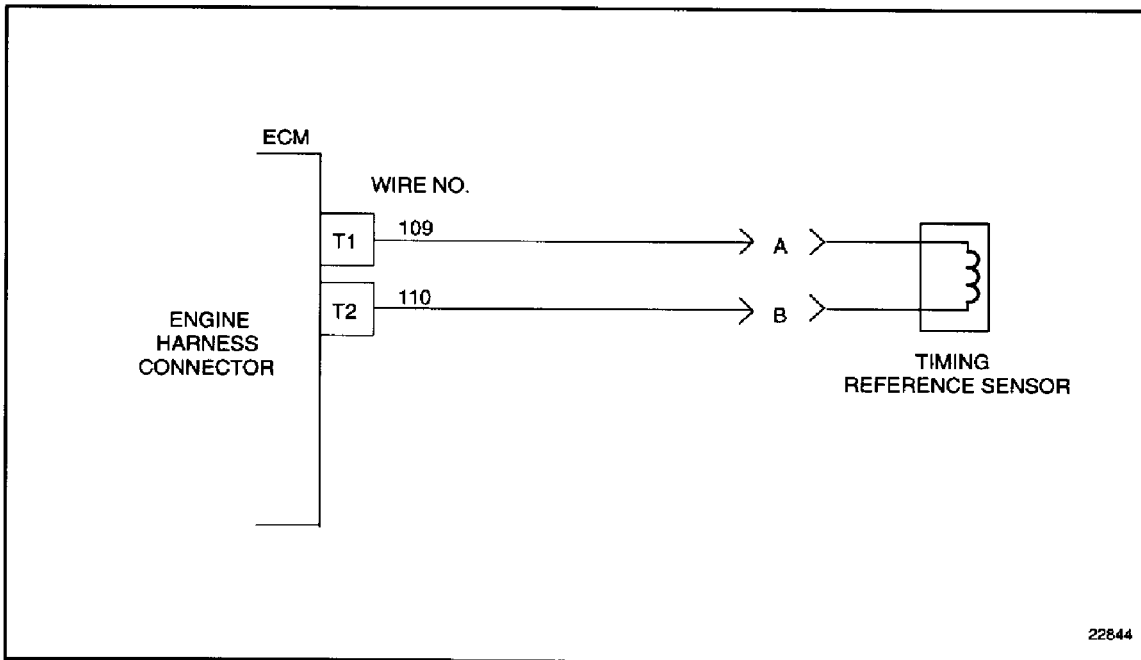 ECM
WIRE NO.
T1
109
A
T2
110
B
ENGINE
HARNESS
CONNECTOR
TIMING
REFERENCE SENSOR
22844